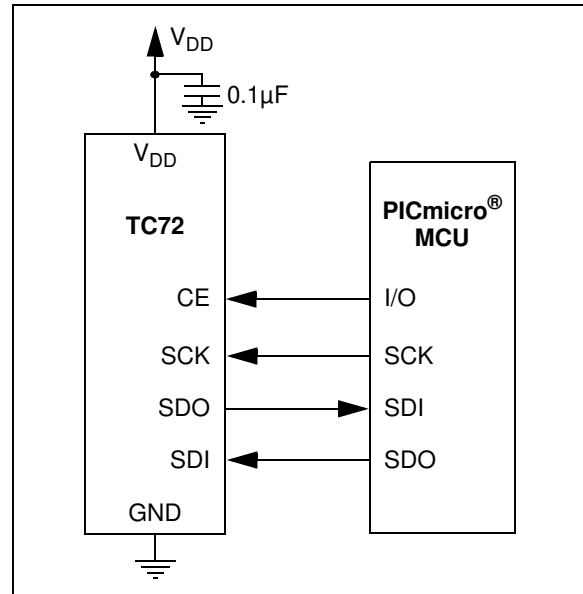 VDD
0.1µF
VDD
TC72
PICmicro®
MCU
CE
I/O
SCK
SCK
SDO
SDI
SDI
SDO
GND